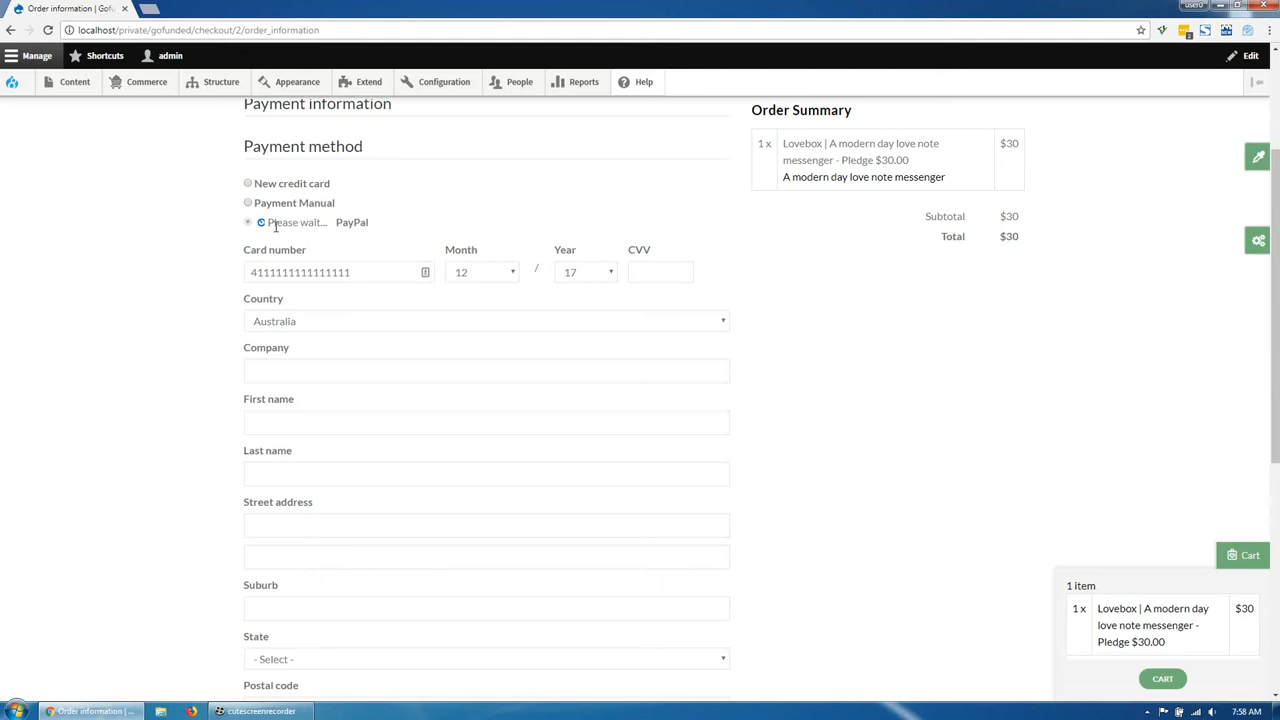 Order information | Gofu
user0
localhost/private/gofunded/checkout/2/order_information
Manage
Shortcuts
admin
Edit
Content
Commerce
Structure
Appearance
Extend
Configuration
People
Reports
Help
Payment information
Payment method
New credit card
Payment Manual
Please wait... PayPal
Card number
Month
Year
CVV
4111111111111111
12
/
17
Country
Australia
Company
First name
Last name
Street address
Suburb
State
- Select -
Postal code
Order Summary
1 x
Lovebox | A modern day love note
messenger - Pledge $30.00
A modern day love note messenger
$30
Subtotal
$30
Total
$30
Cart
1 item
1 x
Lovebox | A modern day
love note messenger -
Pledge $30.00
$30
CART
Order information | ...
cutescreenrecorder
7:58 AM